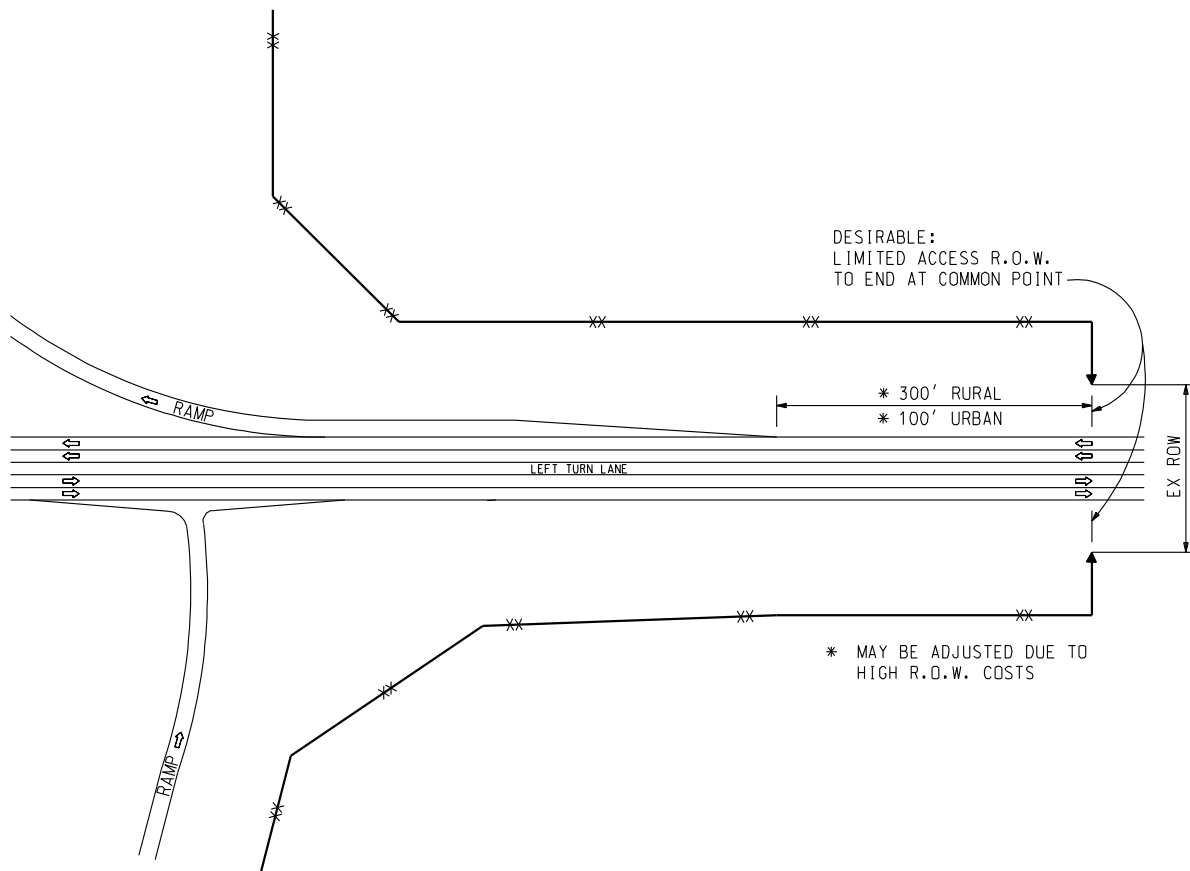 DESIRABLE:
LIMITED ACCESS R.O.W.
TO END AT COMMON POINT
* 300' RURAL
* 100' URBAN
RAMP
LEFT TURN LANE
EX ROW
* MAY BE ADJUSTED DUE TO
HIGH R.O.W. COSTS
RAMP